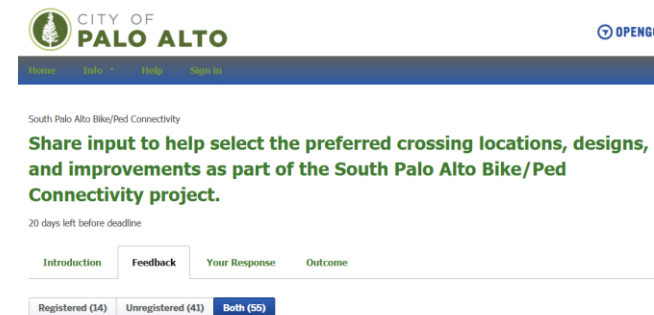 CITY OF
PALO ALTO
Home Info Help Sign in
South Palo Alto Bike/Ped Connectivity
Share input to help select the preferred crossing locations, designs,
and improvements as part of the South Palo Alto Bike/Ped
Connectivity project.
20 days left before deadline
Introduction Feedback Your Response Outcome
Registered (14) Unregistered (41) Both (55)